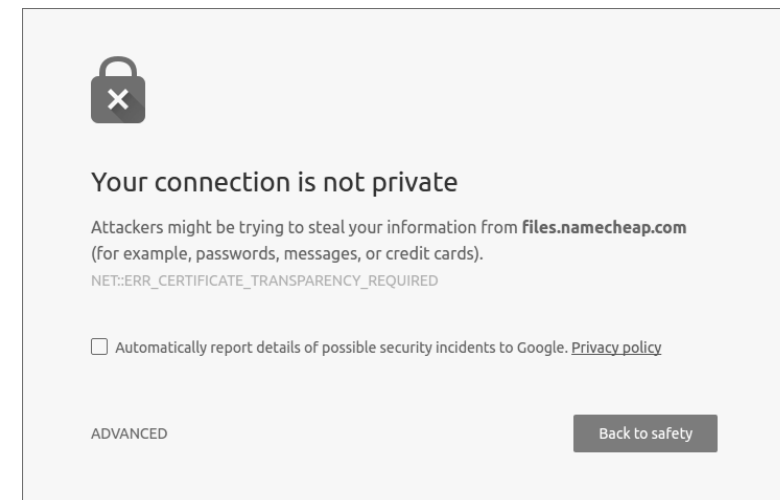 Your connection is not private
Attackers might be trying to steal your information from files.namecheap.com
(for example, passwords, messages, or credit cards).
NET::ERR_CERTIFICATE_TRANSPARENCY_REQUIRED
Automatically report details of possible security incidents to Google. Privacy policy
ADVANCED
Back to safety